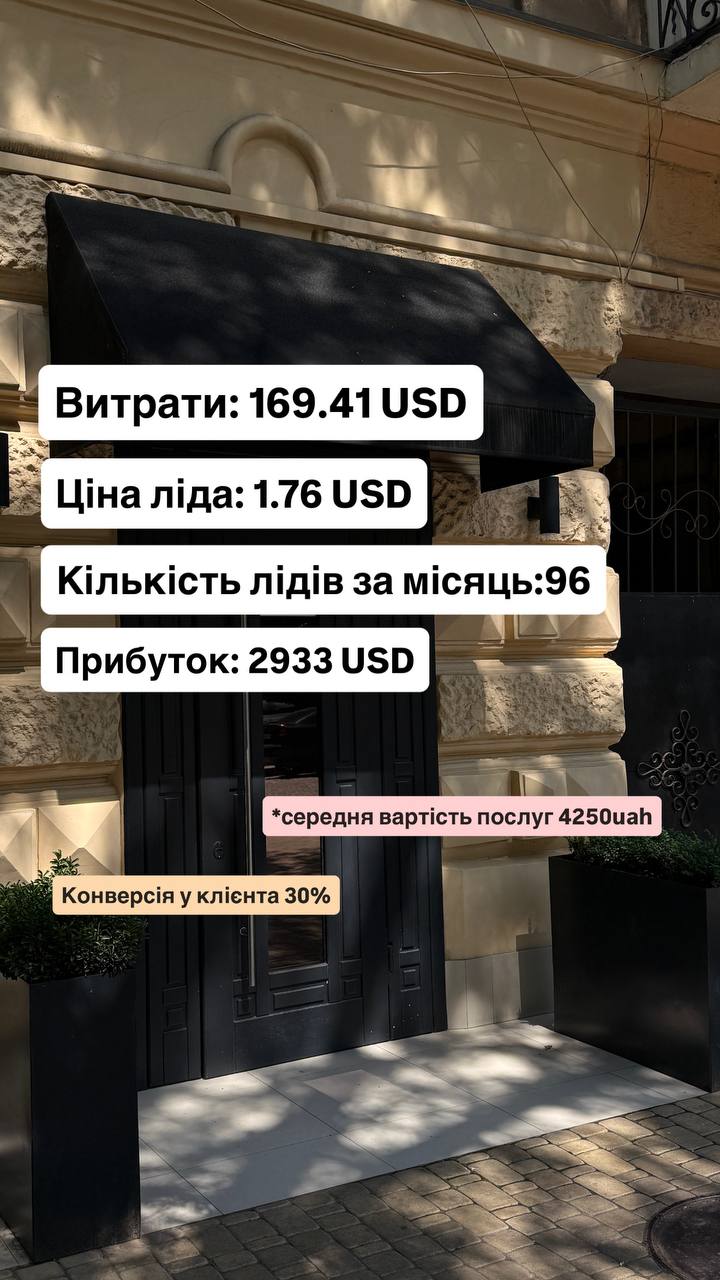 Витрати: 169.41 USD
Ціна ліда: 1.76 USD
Кількість лідів за місяць:96
Прибуток: 2933 USD
*середня вартість послуг 4250uah
Конверсія у клієнта 30%